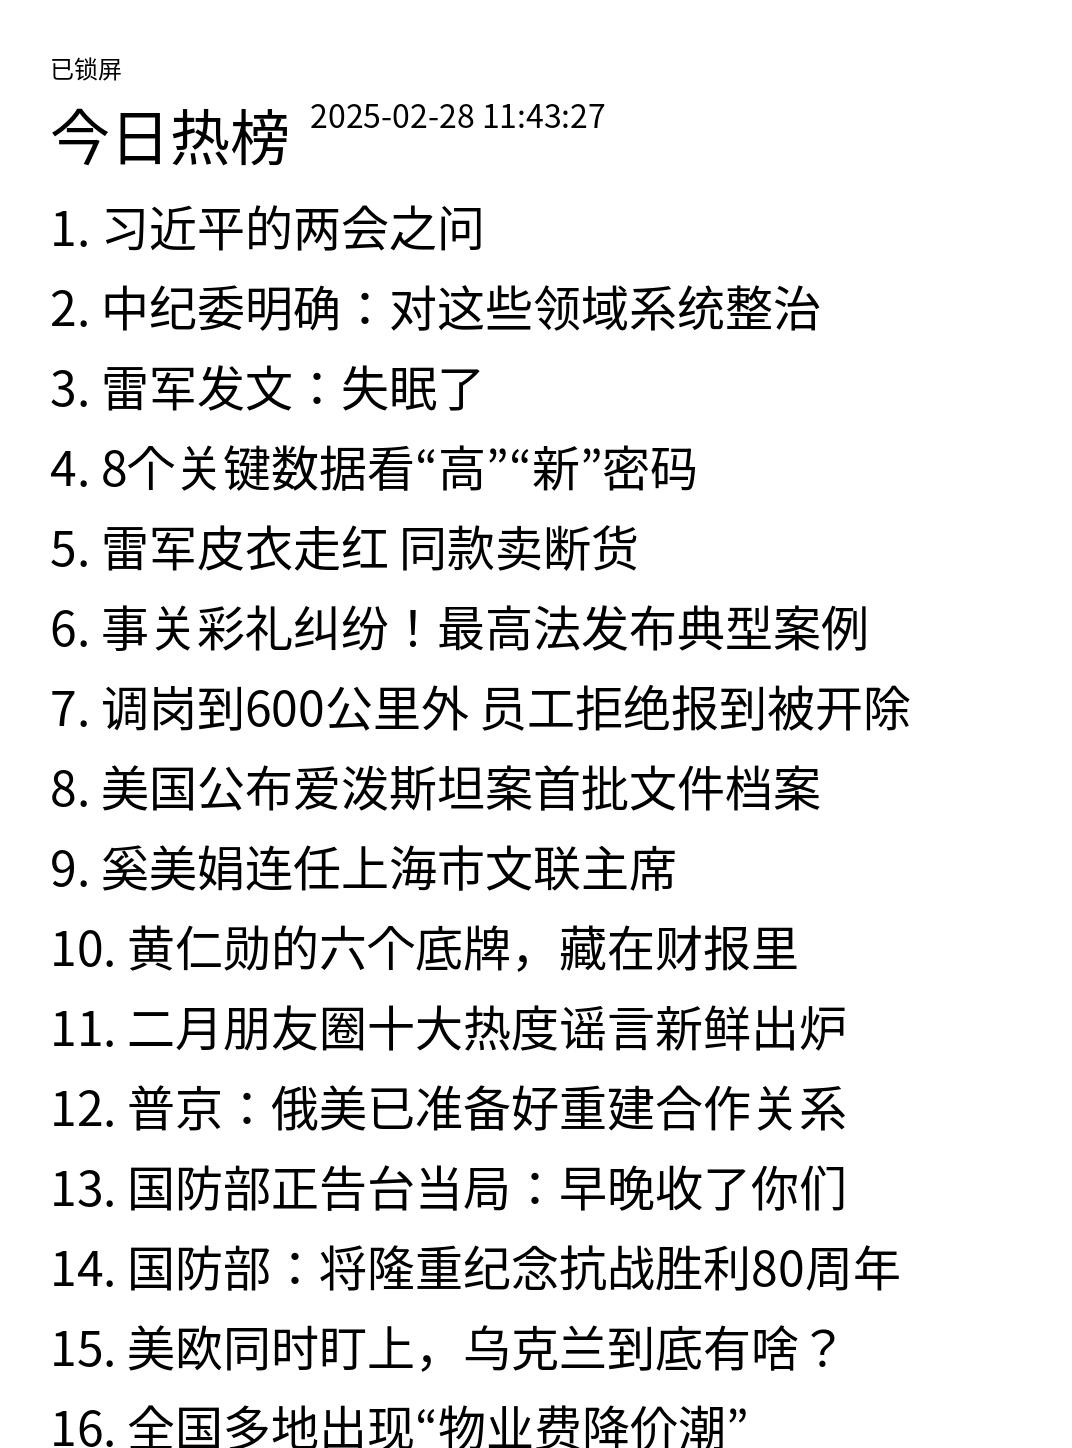 已锁屏
今日热榜 2025-02-28 11:43:27
1. 习近平的两会之问
2. 中纪委明确：对这些领域系统整治
3. 雷军发文：失眠了
4. 8个关键数据看“高”“新”密码
5. 雷军皮衣走红 同款卖断货
6. 事关彩礼纠纷！最高法发布典型案例
7. 调岗到600公里外 员工拒绝报到被开除
8. 美国公布爱泼斯坦案首批文件档案
9. 奚美娟连任上海市文联主席
10. 黄仁勋的六个底牌，藏在财报里
11. 二月朋友圈十大热度谣言新鲜出炉
12. 普京：俄美已准备好重建合作关系
13. 国防部正告台当局：早晚收了你们
14. 国防部：将隆重纪念抗战胜利80周年
15. 美欧同时盯上，乌克兰到底有啥？
16. 全国多地出现“物业费降价潮”